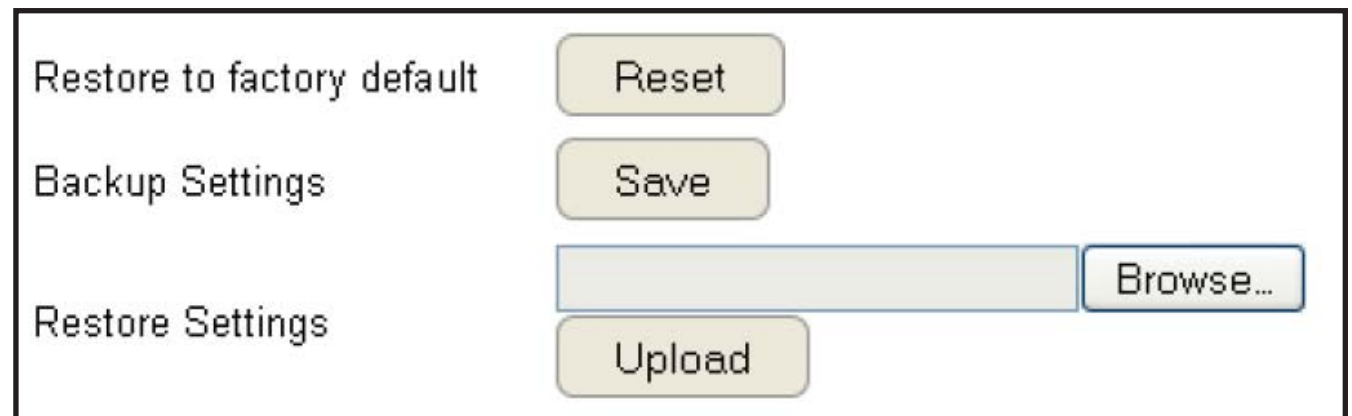 Restore to factory default Reset
Backup Settings Save
Browse...
Restore Settings
Upload